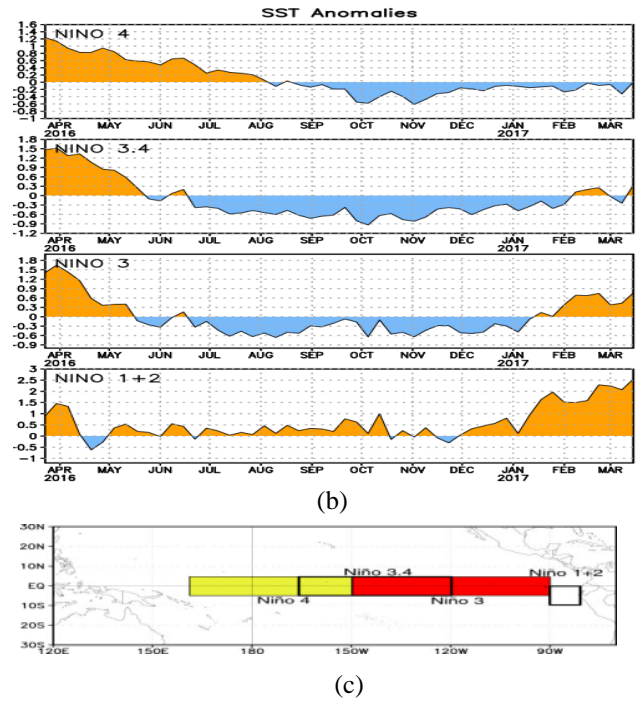 SST Anomalies
NINO 4
1.6
1.4
1.2
1
0.8
0.6
0.4
0.2
0
-0.2
-0.4
-0.6
-0.8
-1
APR MAY JUN JUL AUG SEP OCT NOV DEC JAN FEB MAR
2016 2017
NINO 3.4
1.8
1.5
1.2
0.9
0.6
0.3
0
-0.3
-0.6
-0.9
-1.2
APR MAY JUN JUL AUG SEP OCT NOV DEC JAN FEB MAR
2016 2017
NINO 3
1.8
1.5
1.2
0.9
0.6
0.3
0
-0.3
-0.6
-0.9
APR MAY JUN JUL AUG SEP OCT NOV DEC JAN FEB MAR
2016 2017
NINO 1+2
3
2.5
2
1.5
1
0.5
0
-0.5
-1
APR MAY JUN JUL AUG SEP OCT NOV DEC JAN FEB MAR
2016 2017
(b)
30N
20N
10N
EQ
10S
20S
30S
Niño 3.4 Niño 1+2
Niño 4 Niño 3
120E 150E 180 150W 120W 90W
(c)